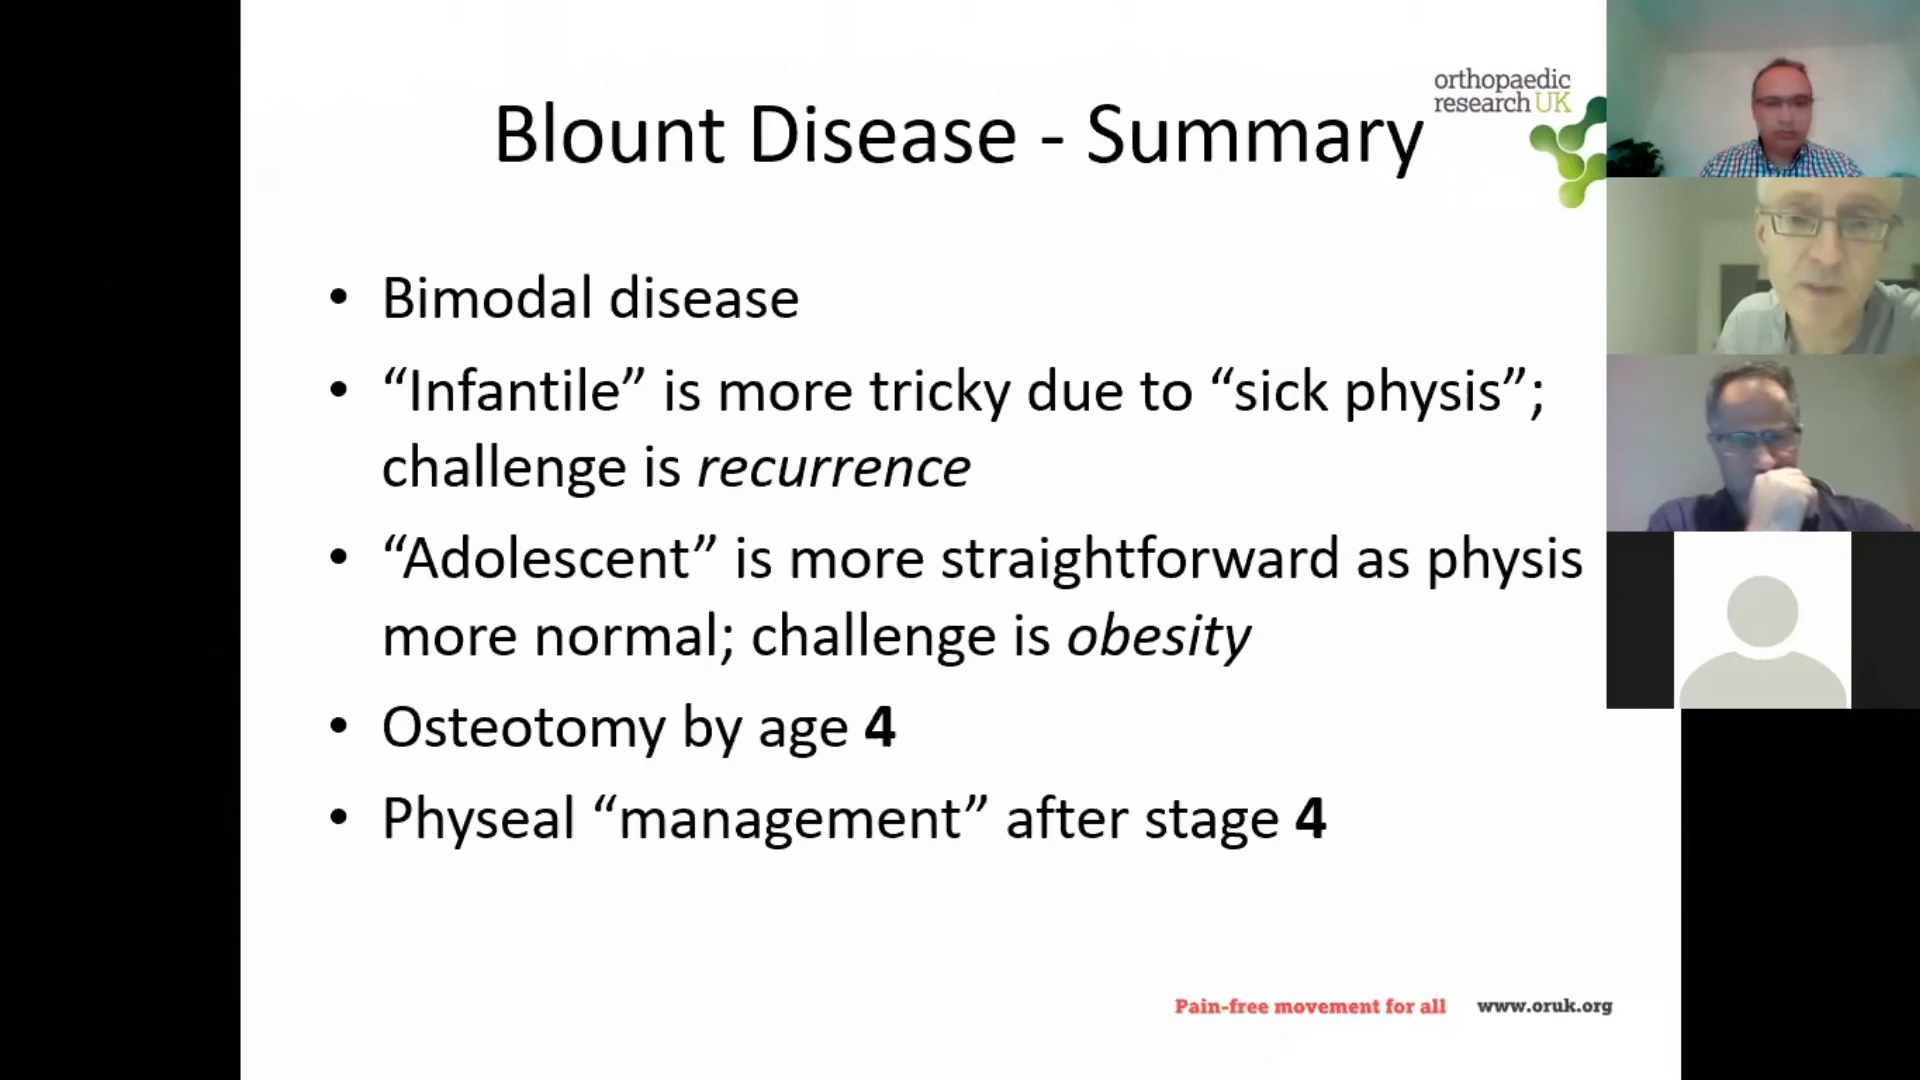 orthopaedic
research UK
Blount Disease - Summary
• Bimodal disease
• “Infantile” is more tricky due to “sick physis”;
challenge is recurrence
• “Adolescent” is more straightforward as physis
more normal; challenge is obesity
• Osteotomy by age 4
• Physeal “management” after stage 4
Pain-free movement for all www.oruk.org